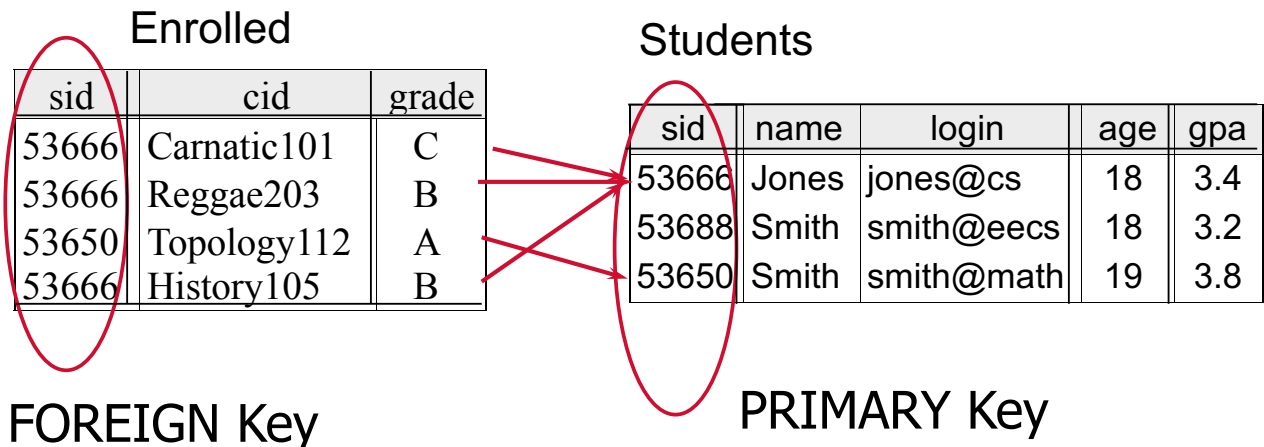 Enrolled
sid cid grade
53666 Carnatic101 C
53666 Reggae203 B
53650 Topology112 A
53666 History105 B
FOREIGN Key
Students
sid name login age gpa
53666 Jones jones@cs 18 3.4
53688 Smith smith@eecs 18 3.2
53650 Smith smith@math 19 3.8
PRIMARY Key